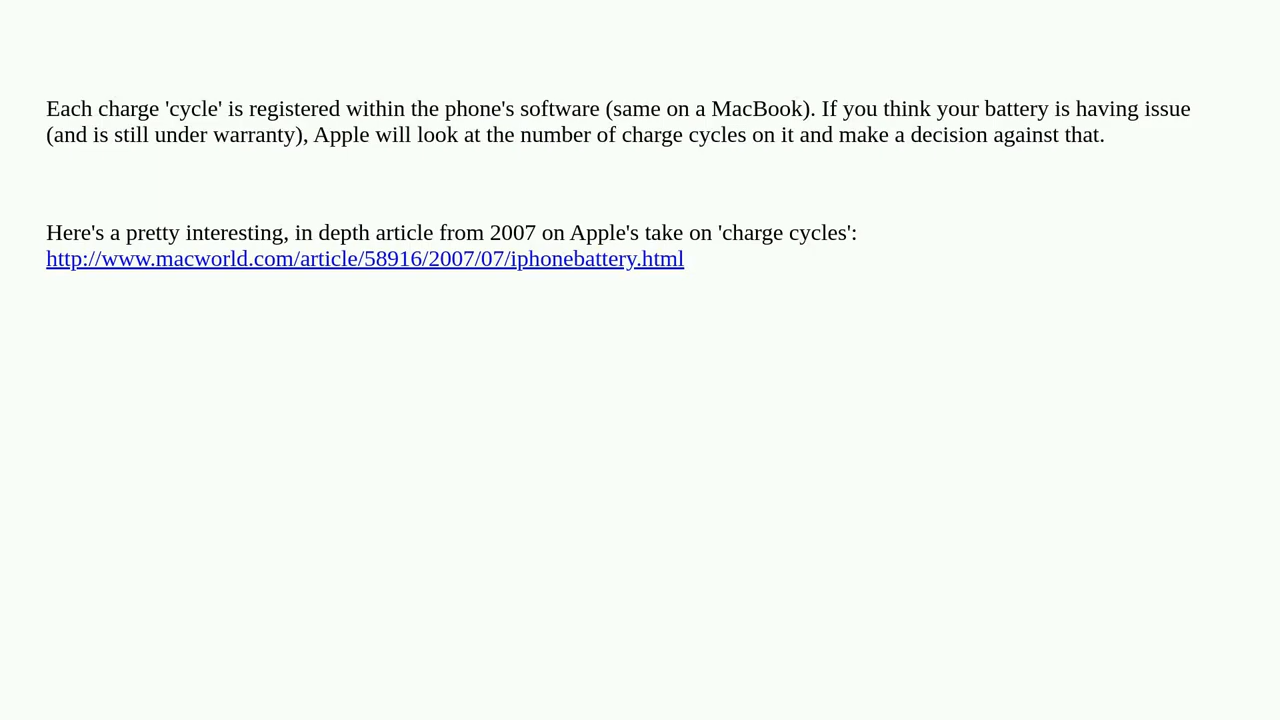 Each charge 'cycle' is registered within the phone's software (same on a MacBook). If you think your battery is having issue
(and is still under warranty), Apple will look at the number of charge cycles on it and make a decision against that.
Here's a pretty interesting, in depth article from 2007 on Apple's take on 'charge cycles':
http://www.macworld.com/article/58916/2007/07/iphonebattery.html